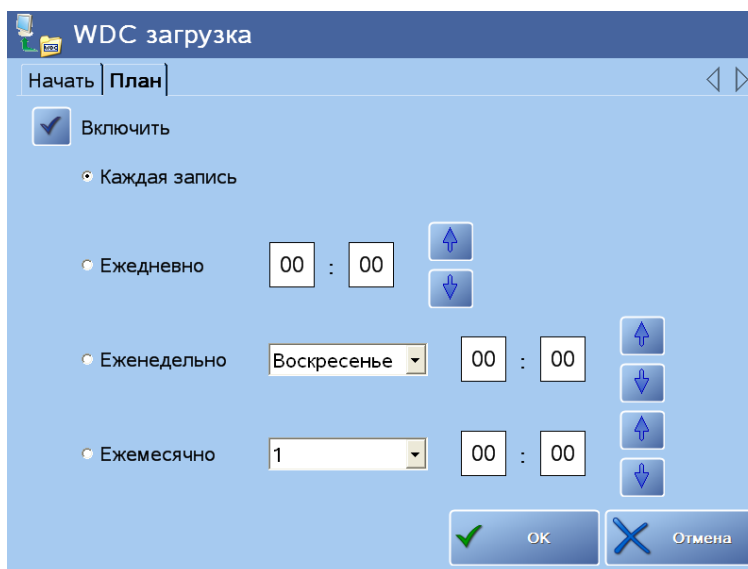 WDC загрузка
Начать План
Включить
Каждая запись
Ежедневно 00 : 00
Еженедельно Воскресенье 00 : 00
Ежемесячно 1 00 : 00
OK Отмена